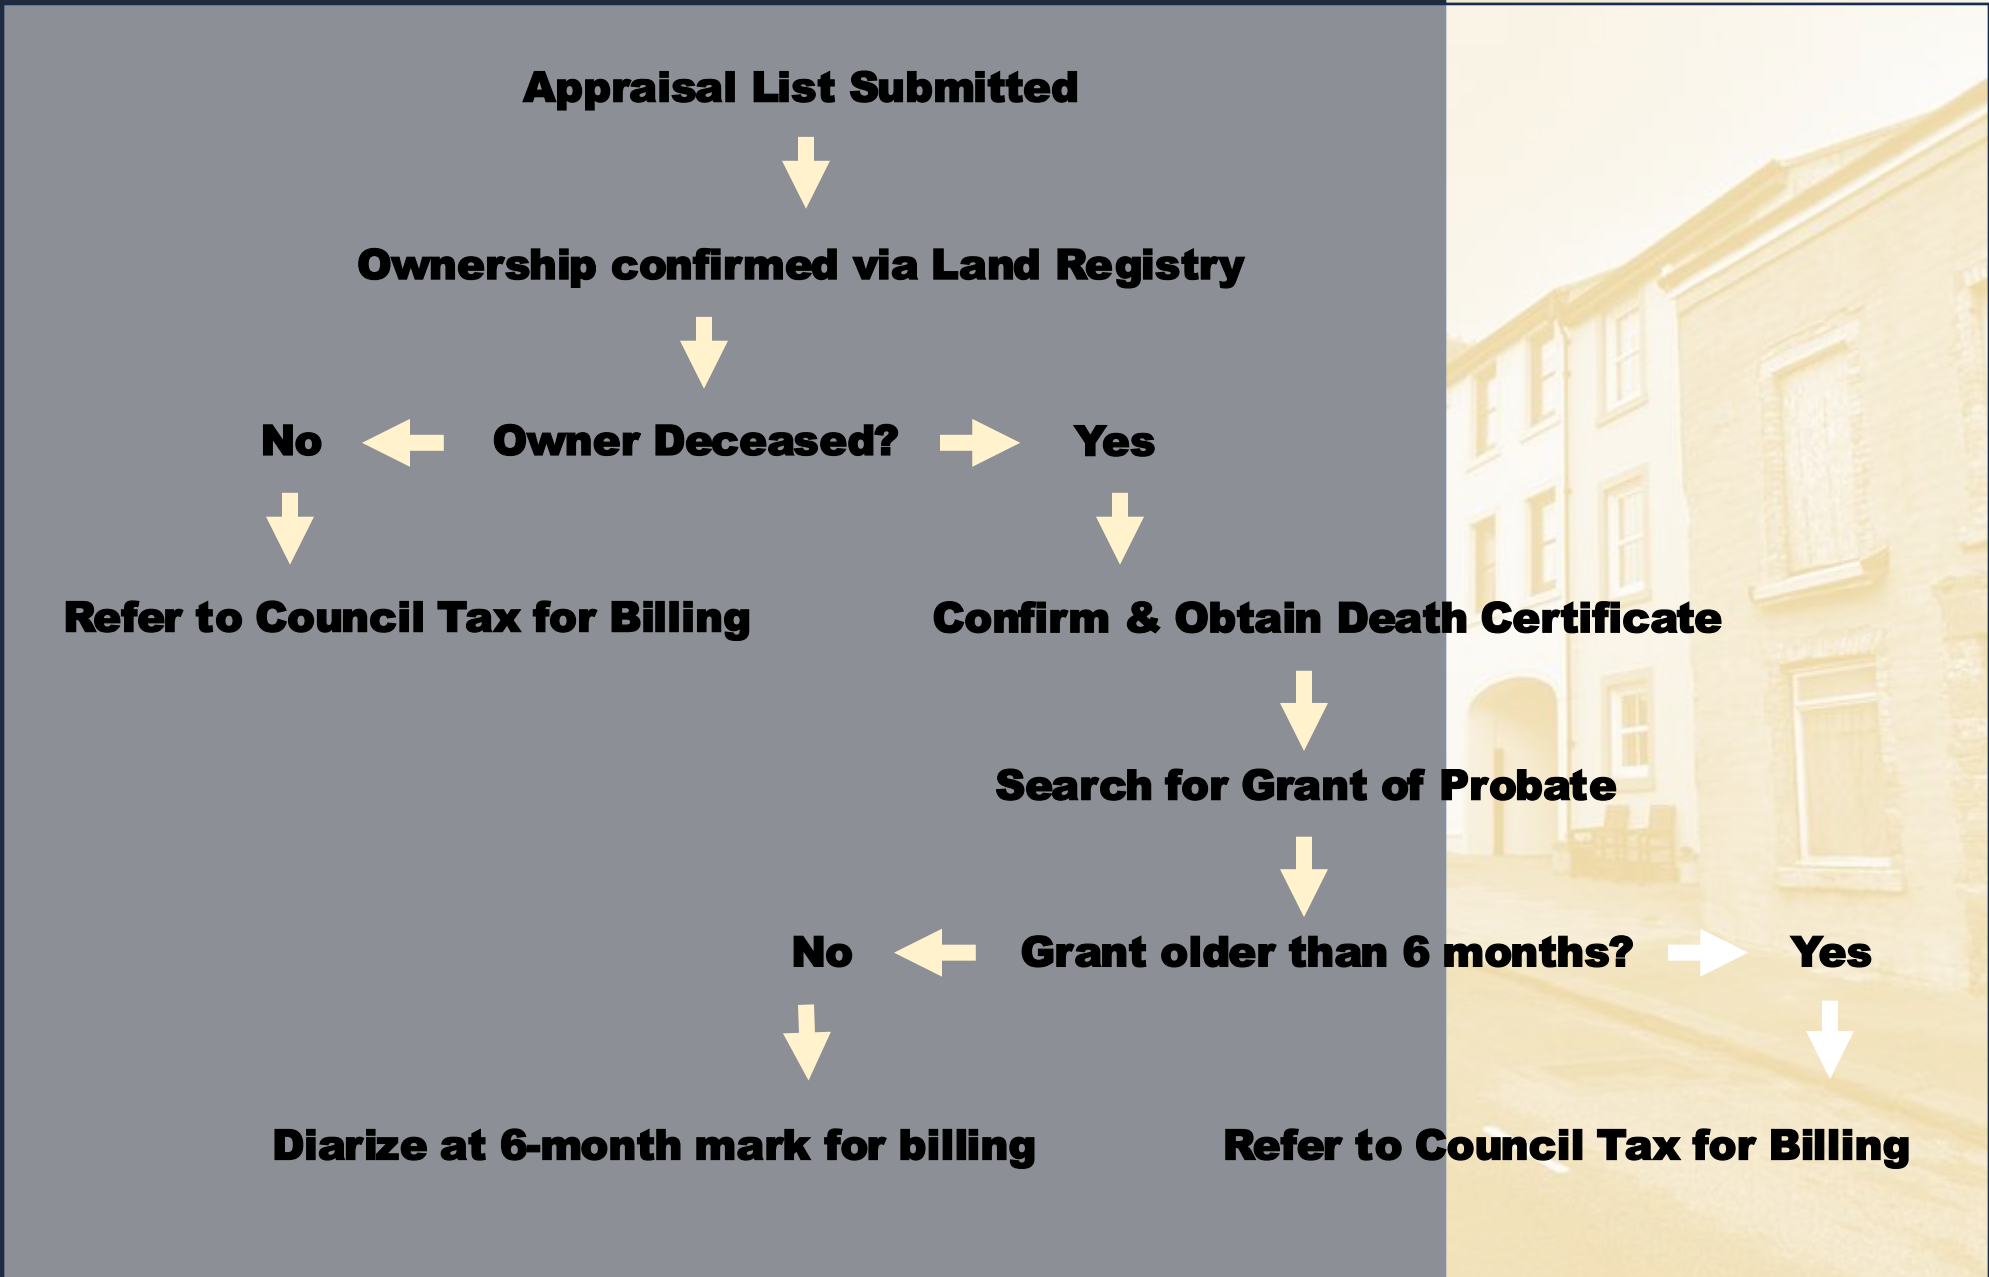 Appraisal List Submitted
Ownership confirmed via Land Registry
No
Owner Deceased?
Yes
Refer to Council Tax for Billing
Confirm & Obtain Death Certificate
Search for Grant of Probate
No
Grant older than 6 months?
Yes
Diarize at 6-month mark for billing
Refer to Council Tax for Billing